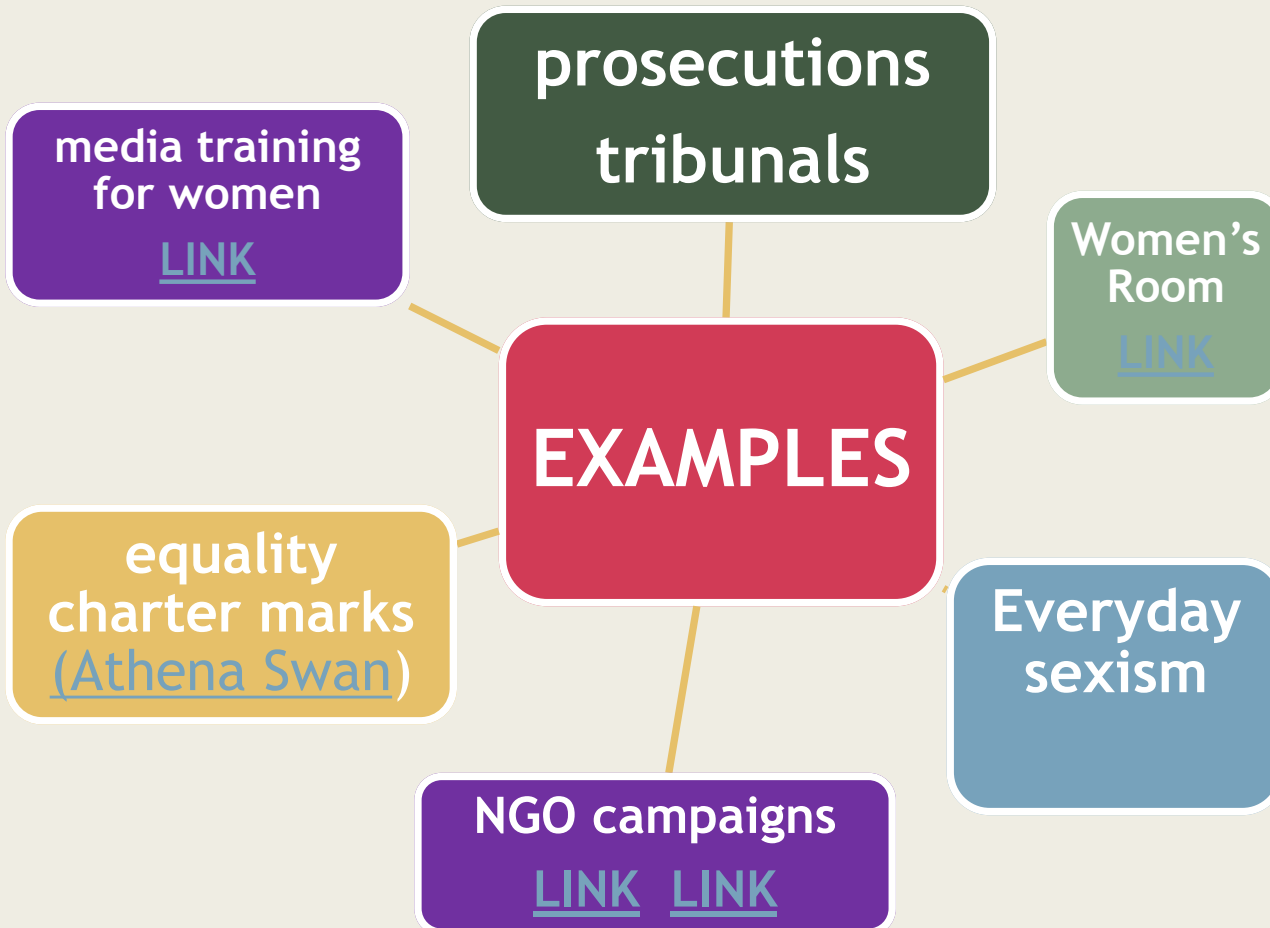 prosecutions
tribunals
media training
for women
LINK
Women’s
Room
LINK
EXAMPLES
equality
charter marks
(Athena Swan)
Everyday
sexism
NGO campaigns
LINK LINK